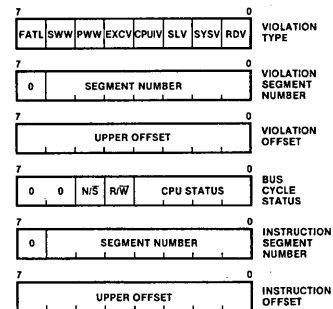 7 0
FATL SWW PWW EXCV CPUIV SLV SYSV RDV
VIOLATION TYPE
7 0
0 SEGMENT NUMBER
VIOLATION SEGMENT NUMBER
7 0
UPPER OFFSET
VIOLATION OFFSET
7 0
0 0 N/S̅ R/W̅ CPU STATUS
BUS CYCLE STATUS
7 0
0 SEGMENT NUMBER
INSTRUCTION SEGMENT NUMBER
7 0
UPPER OFFSET
INSTRUCTION OFFSET